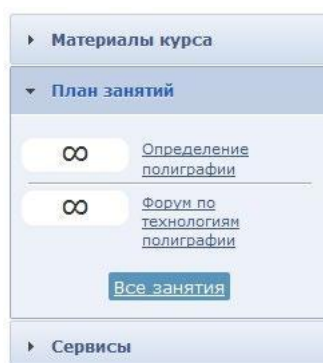 Материалы курса
План занятий
∞ Определение
полиграфии
∞ Форум по
технологиям
полиграфии
Все занятия
Сервисы